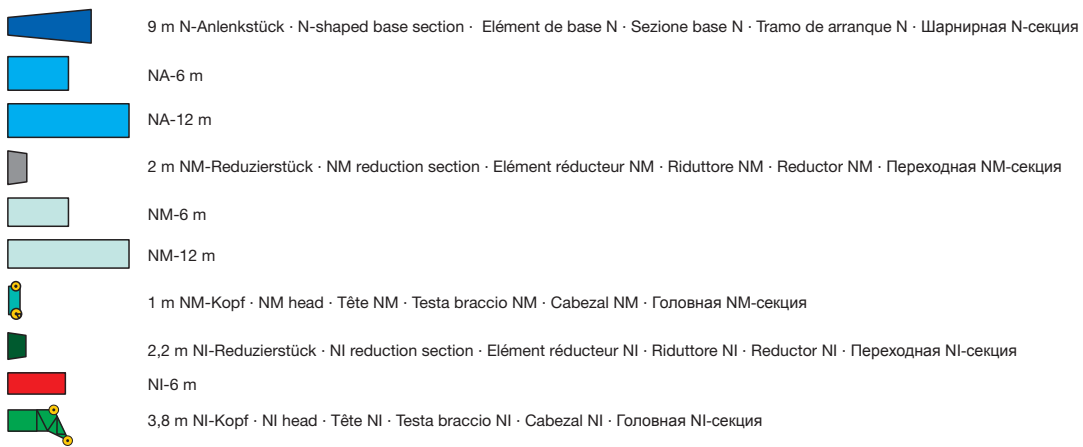 9 m N-Anlenkstück · N-shaped base section · Elément de base N · Sezione base N · Tramo de arranque N · Шарнирная N-секция
NA-6 m
NA-12 m
2 m NM-Reduzierstück · NM reduction section · Elément réducteur NM · Riduttore NM · Reductor NM · Переходная NM-секция
NM-6 m
NM-12 m
1 m NM-Kopf · NM head · Tête NM · Testa braccio NM · Cabezal NM · Головная NM-секция
2,2 m NI-Reduzierstück · NI reduction section · Elément réducteur NI · Riduttore NI · Reductor NI · Переходная NI-секция
NI-6 m
3,8 m NI-Kopf · NI head · Tête NI · Testa braccio NI · Cabezal NI · Головная NI-секция